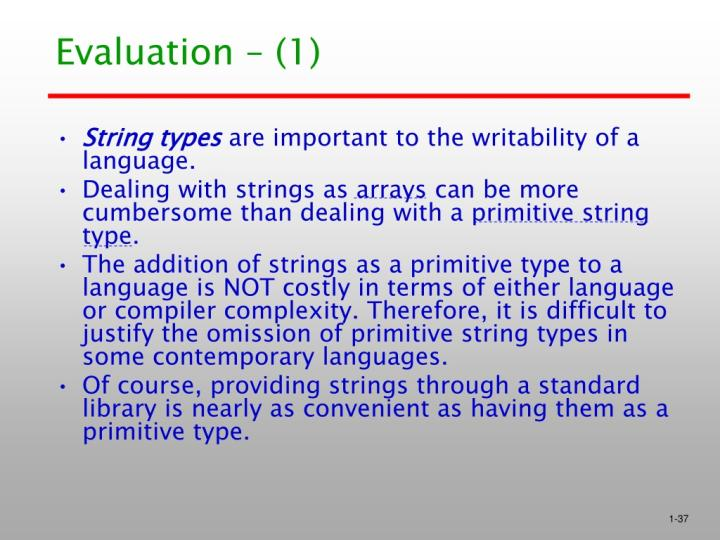 Evaluation – (1)
• String types are important to the writability of a
language.
• Dealing with strings as arrays can be more
cumbersome than dealing with a primitive string
type.
• The addition of strings as a primitive type to a
language is NOT costly in terms of either language
or compiler complexity. Therefore, it is difficult to
justify the omission of primitive string types in
some contemporary languages.
• Of course, providing strings through a standard
library is nearly as convenient as having them as a
primitive type.
1-37